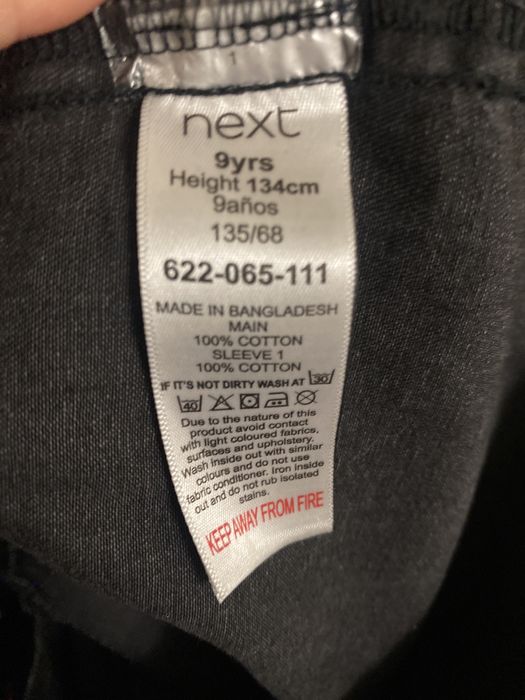 1
next
9yrs
Height 134cm
9años
135/68
622-065-111
MADE IN BANGLADESH
MAIN
100% COTTON
SLEEVE 1
100% COTTON
IF IT'S NOT DIRTY WASH AT 30
40
Due to the nature of this
product avoid contact
with light coloured fabrics,
surfaces and upholstery.
Wash inside out with similar
colours and do not use
fabric conditioner. Iron inside
out and do not rub isolated
stains.
KEEP AWAY FROM FIRE